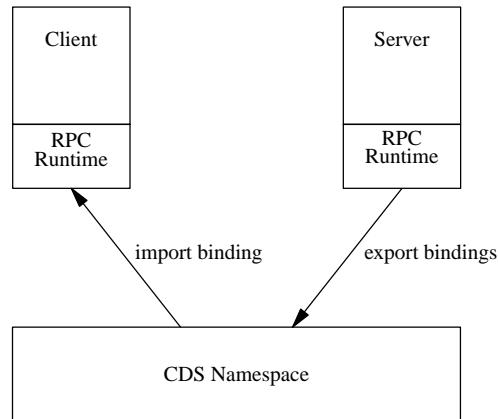 Client
Server
RPC
Runtime
RPC
Runtime
import binding
export bindings
CDS Namespace